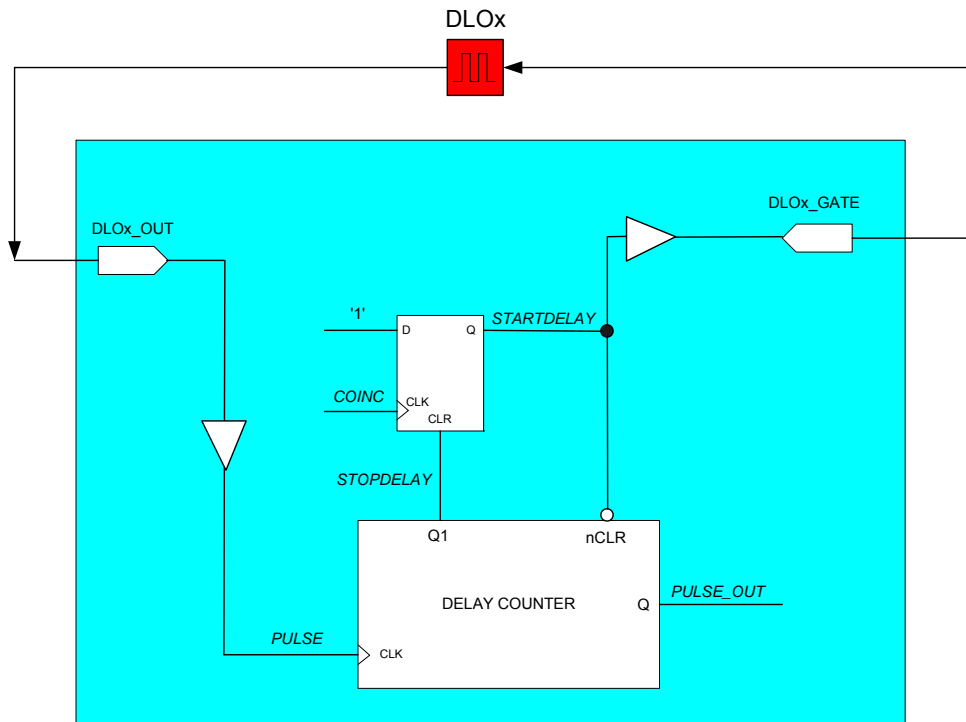 DLOx
DLOx_OUT
DLOx_GATE
'1'
D
Q
STARTDELAY
COINC
CLK
CLR
STOPDELAY
Q1
nCLR
DELAY COUNTER
Q
PULSE_OUT
PULSE
CLK